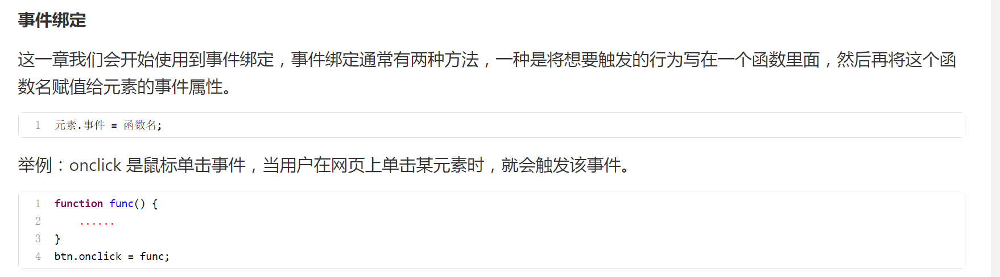 事件绑定
这一章我们会开始使用到事件绑定，事件绑定通常有两种方法，一种是将想要触发的行为写在一个函数里面，然后再将这个函
数名赋值给元素的事件属性。
1 元素.事件 = 函数名;
举例：onclick 是鼠标单击事件，当用户在网页上单击某元素时，就会触发该事件。
1 function func() {
2     ......
3 }
4 btn.onclick = func;